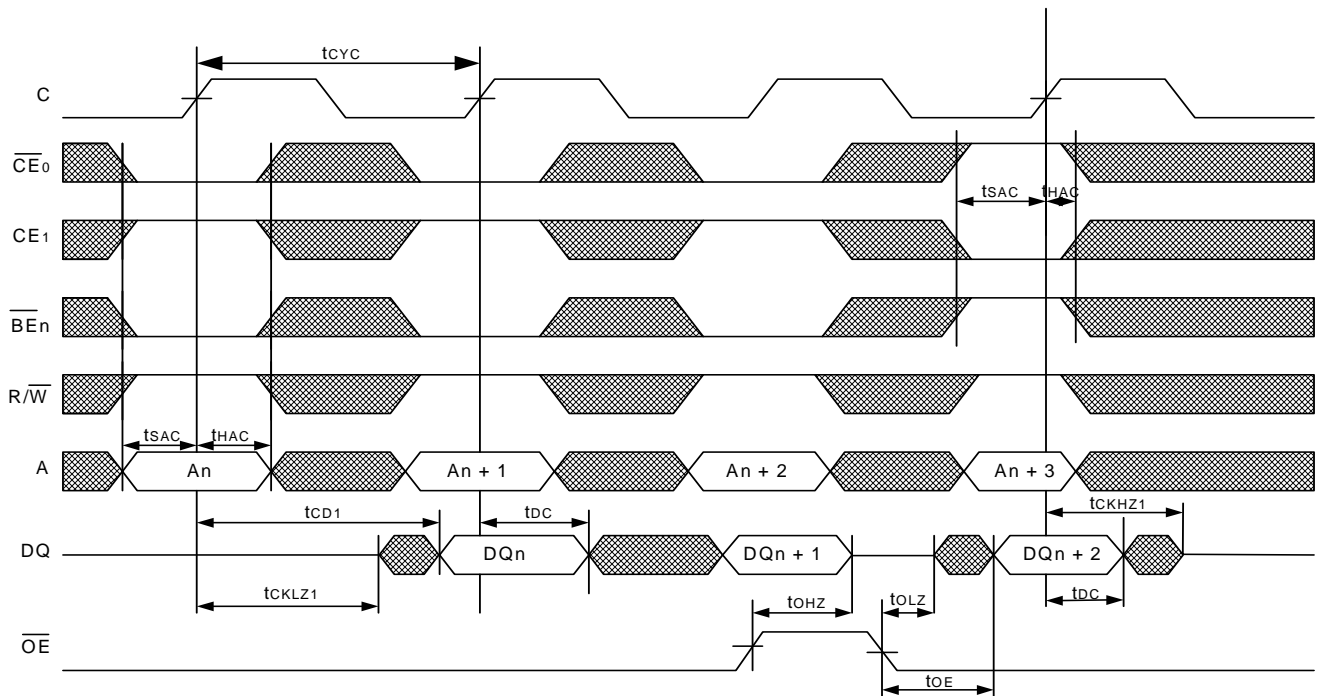 tCYC
C
CE0
tSAC tHAC
CE1
BEn
R/W
tSAC tHAC
A An An + 1 An + 2 An + 3
tCD1 tDC tCKHZ1
DQ DQn DQn + 1 DQn + 2
tCKLZ1 tOHZ tOLZ tDC
OE
tOE